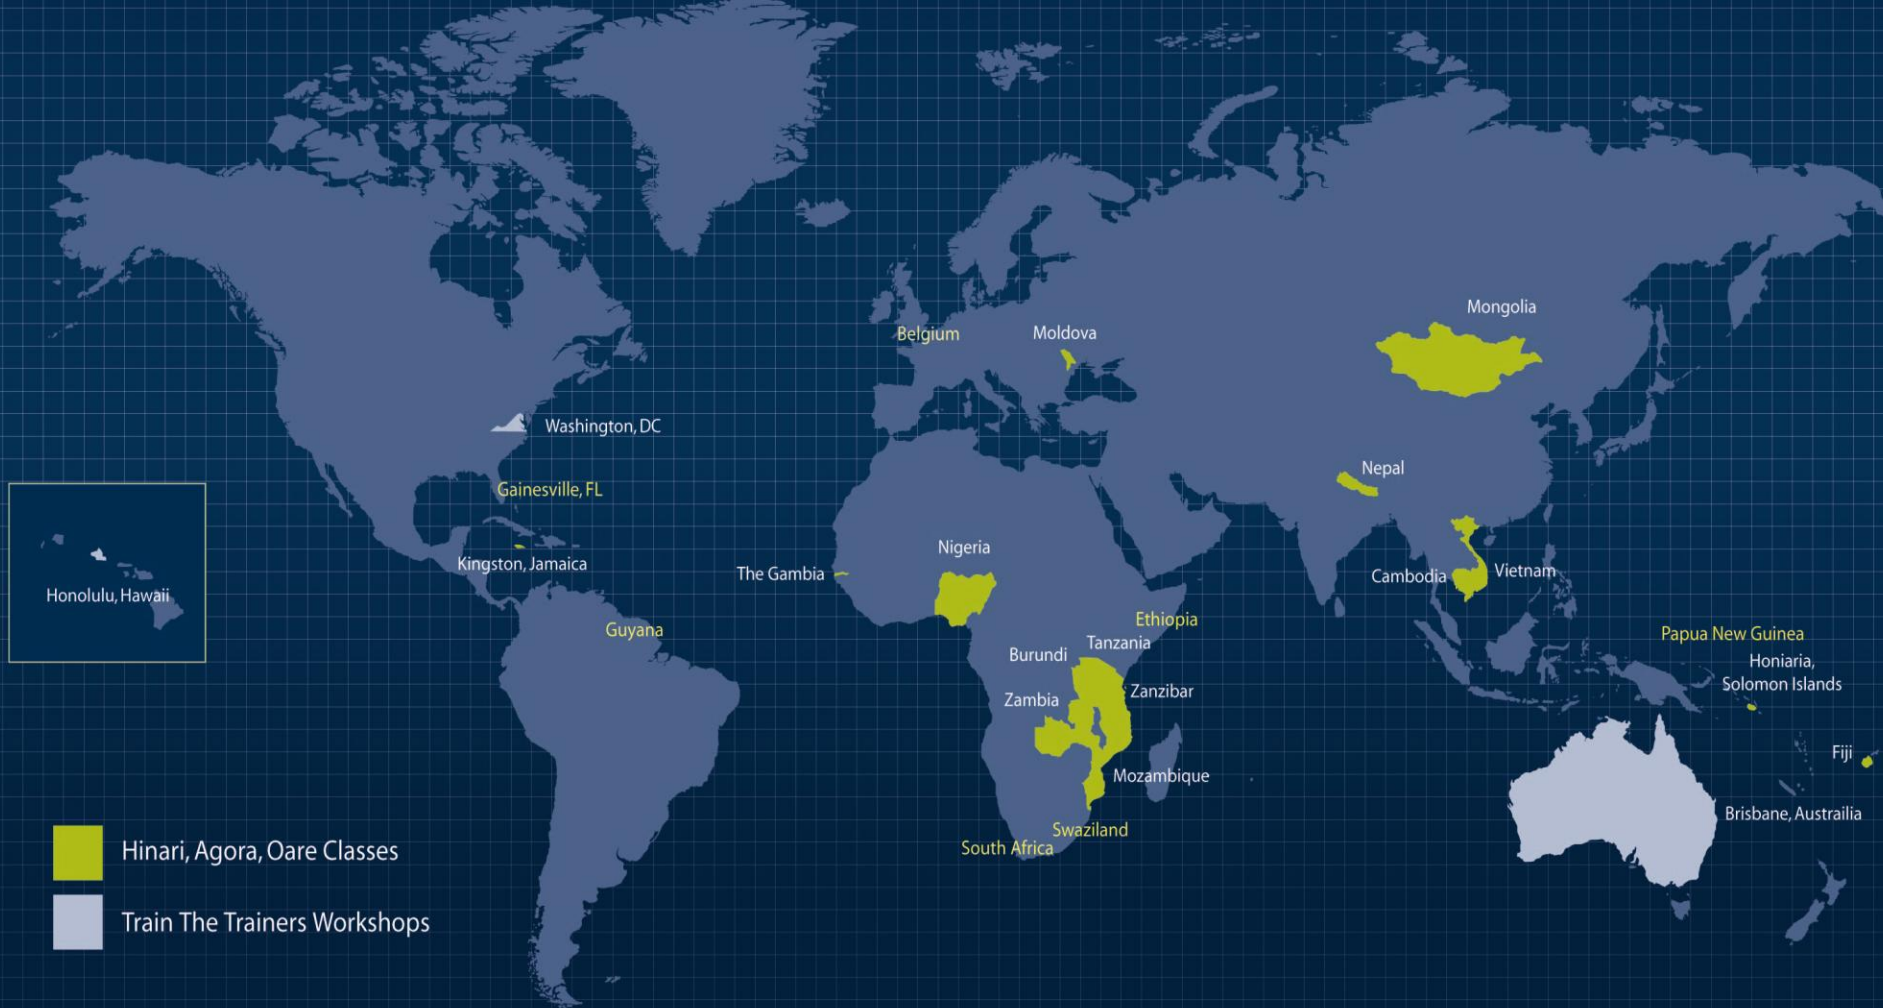 Mongolia
Belgium
Moldova
Washington, DC
Nepal
Gainesville, FL
Nigeria
Kingston, Jamaica
The Gambia
Cambodia
Vietnam
Honolulu, Hawaii
Ethiopia
Guyana
Papua New Guinea
Tanzania
Burundi
Honiaria,
Solomon Islands
Zanzibar
Zambia
Fiji
Mozambique
Brisbane, Austrailia
Swaziland
South Africa
Hinari, Agora, Oare Classes
Train The Trainers Workshops